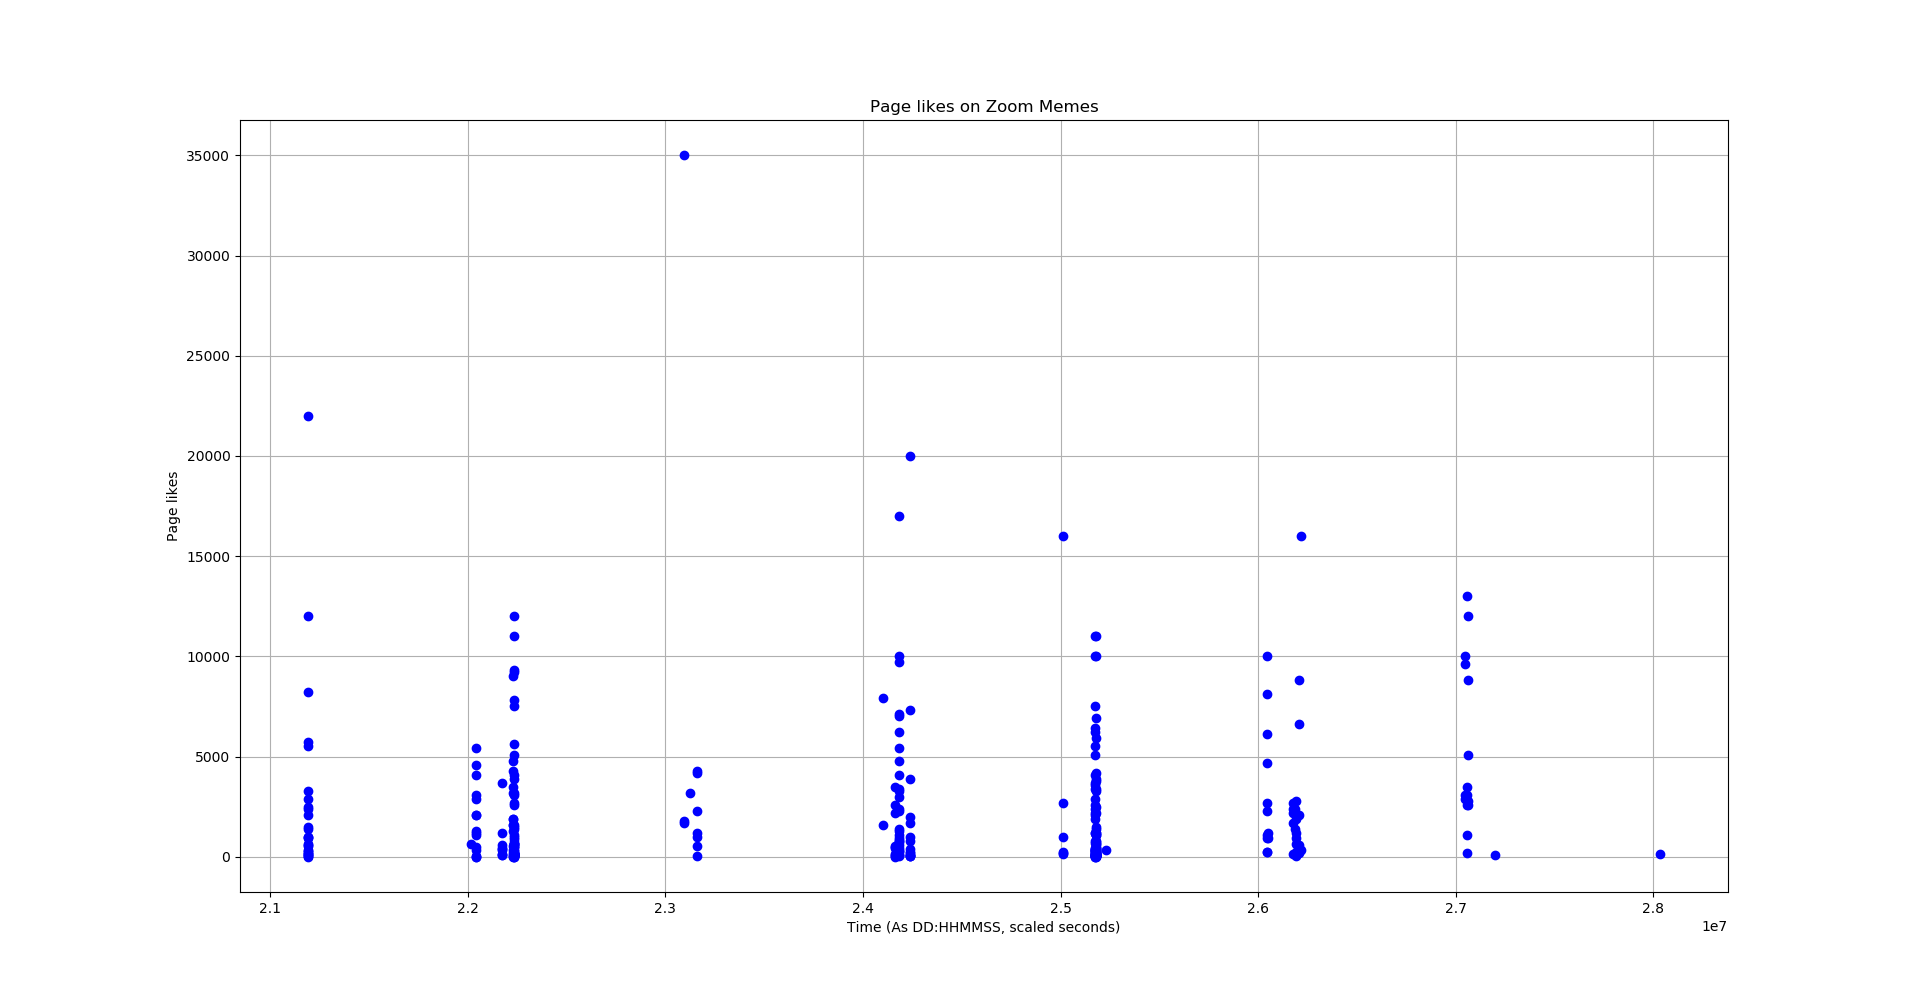 Page likes on Zoom Memes
35000
30000
25000
20000
15000
10000
5000
0
Page likes
2.1 2.2 2.3 2.4 2.5 2.6 2.7 2.8
Time (As DD:HHMMSS, scaled seconds)
1e7